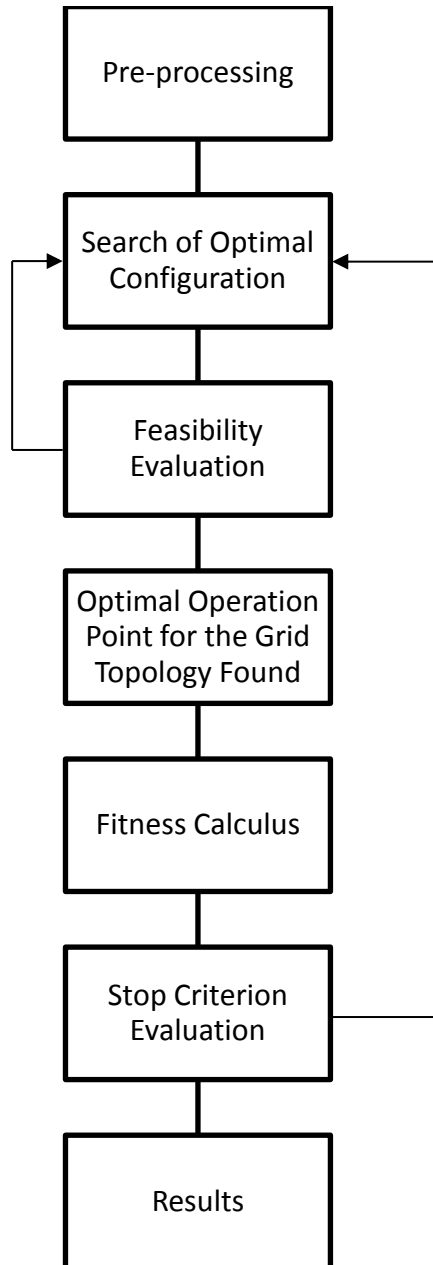 Pre-processing
Search of Optimal
Configuration
Feasibility
Evaluation
Optimal Operation
Point for the Grid
Topology Found
Fitness Calculus
Stop Criterion
Evaluation
Results